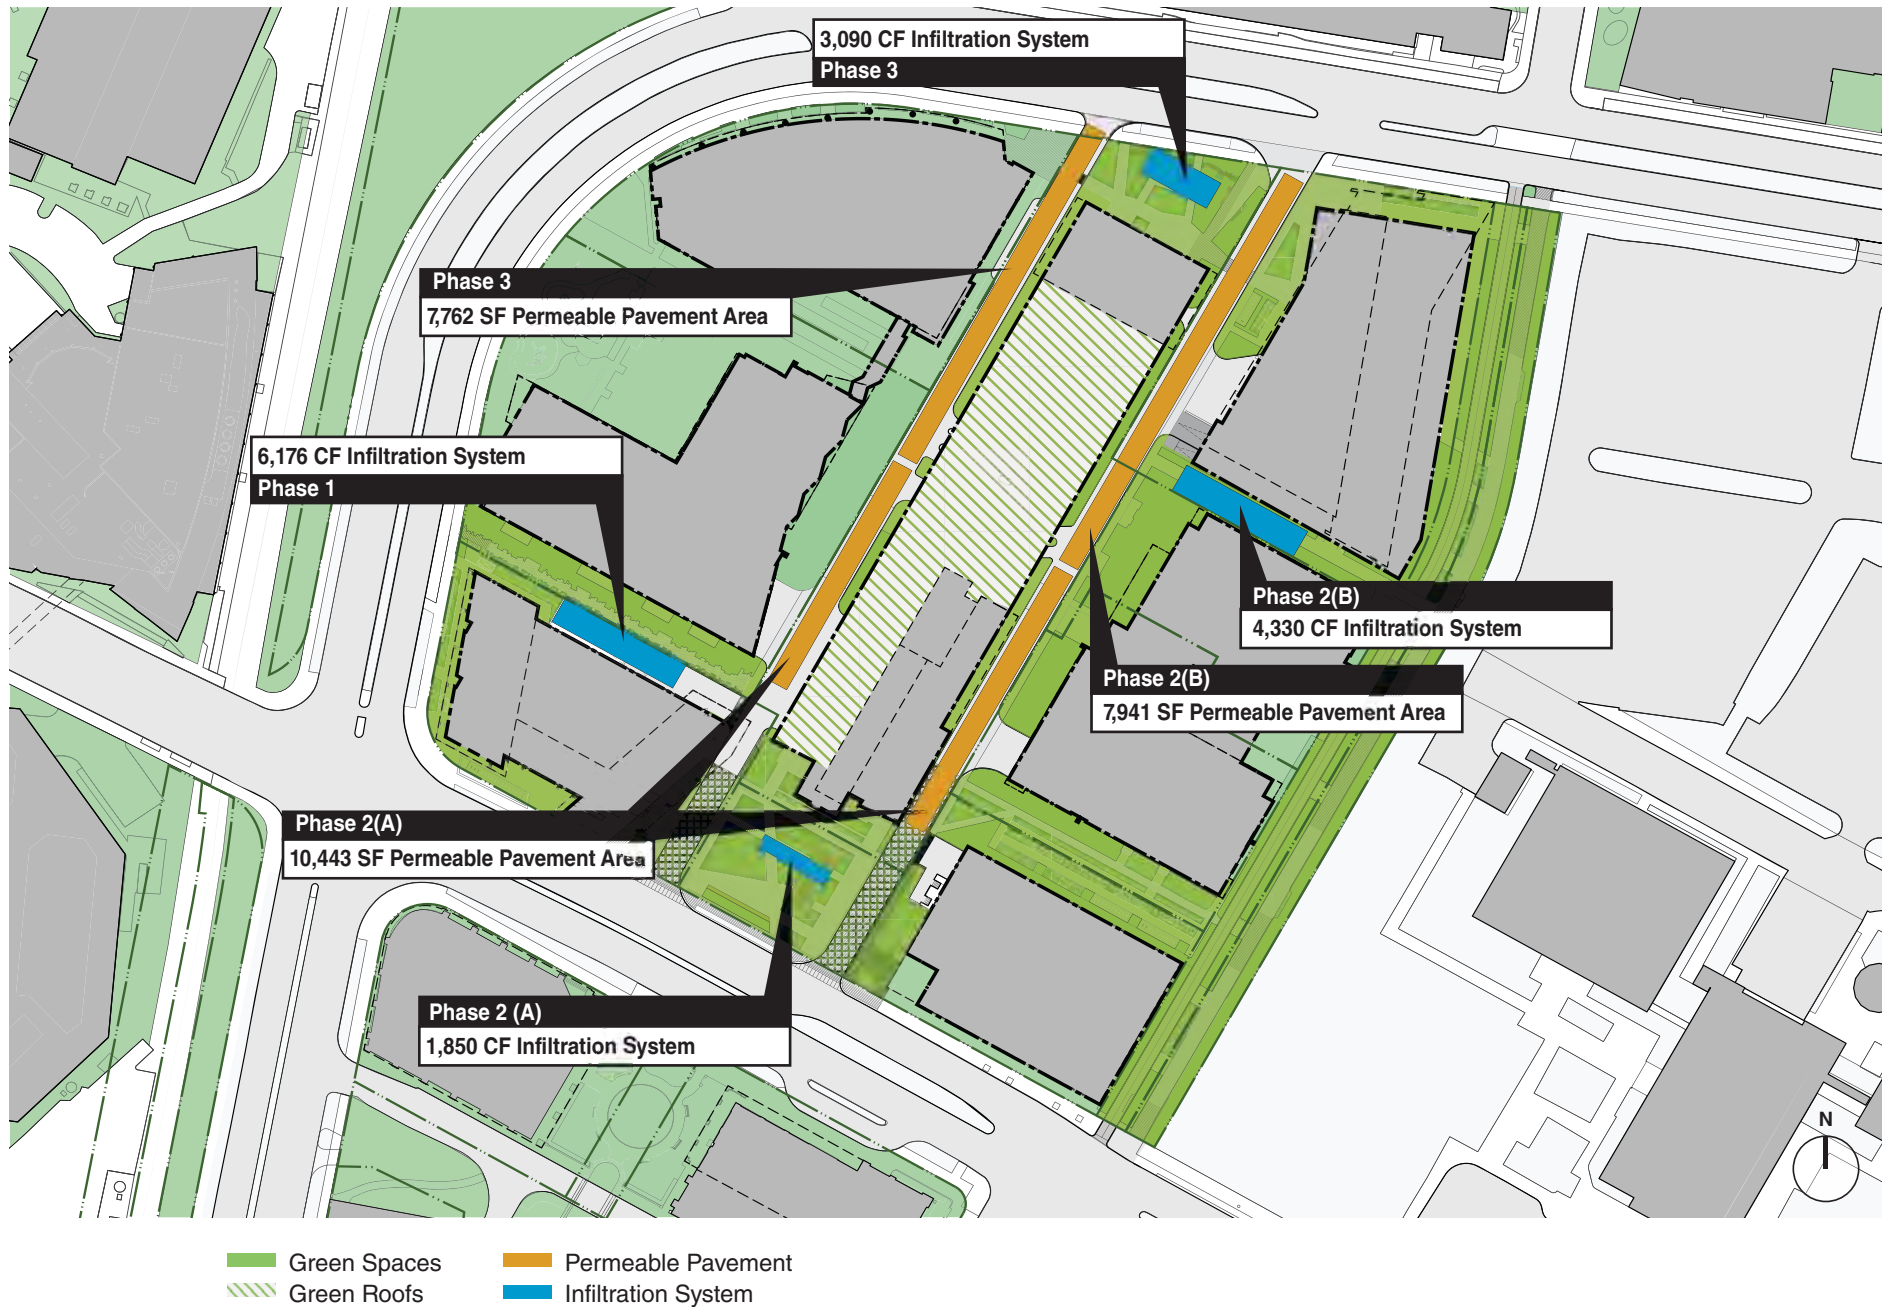 3,090 CF Infiltration System
Phase 3
Phase 3
7,762 SF Permeable Pavement Area
6,176 CF Infiltration System
Phase 1
Phase 2(B)
4,330 CF Infiltration System
Phase 2(B)
7,941 SF Permeable Pavement Area
Phase 2(A)
10,443 SF Permeable Pavement Area
Phase 2 (A)
1,850 CF Infiltration System
N
Green Spaces
Permeable Pavement
Green Roofs
Infiltration System